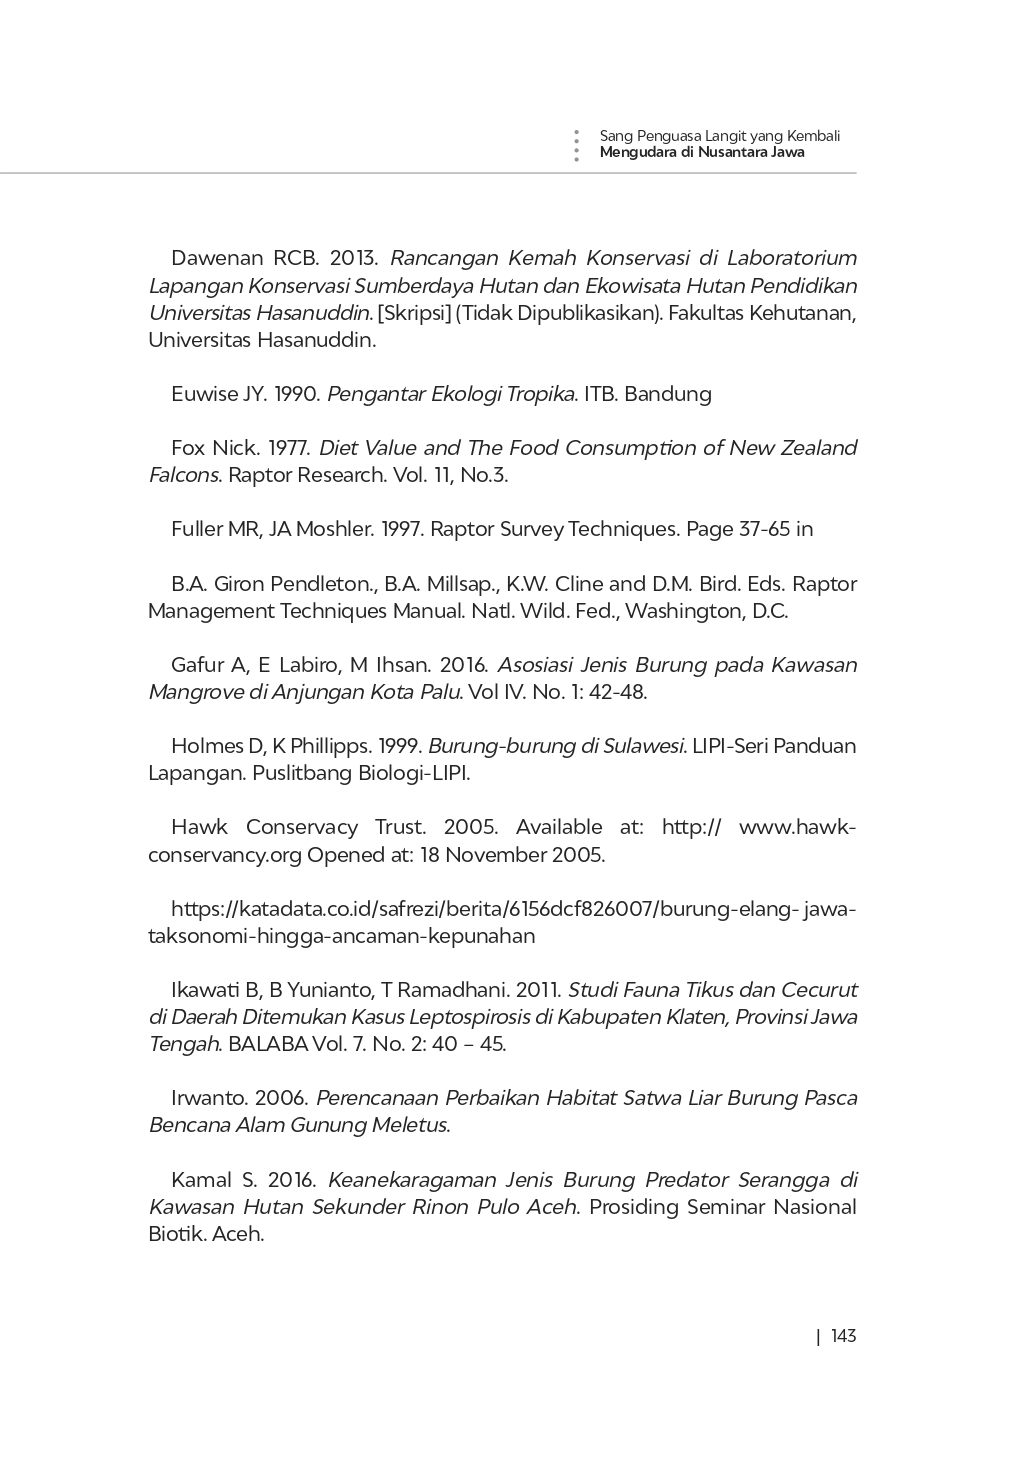 Sang Penguasa Langit yang Kembali
Mengudara di Nusantara Jawa
Dawenan RCB. 2013. Rancangan Kemah Konservasi di Laboratorium
Lapangan Konservasi Sumberdaya Hutan dan Ekowisata Hutan Pendidikan
Universitas Hasanuddin. [Skripsi] (Tidak Dipublikasikan). Fakultas Kehutanan,
Universitas Hasanuddin.
Euwise JY. 1990. Pengantar Ekologi Tropika. ITB. Bandung
Fox Nick. 1977. Diet Value and The Food Consumption of New Zealand
Falcons. Raptor Research. Vol. 11, No.3.
Fuller MR, JA Moshler. 1997. Raptor Survey Techniques. Page 37-65 in
B.A. Giron Pendleton., B.A. Millsap., K.W. Cline and D.M. Bird. Eds. Raptor
Management Techniques Manual. Natl. Wild. Fed., Washington, D.C.
Gafur A, E Labiro, M Ihsan. 2016. Asosiasi Jenis Burung pada Kawasan
Mangrove di Anjungan Kota Palu. Vol IV. No. 1: 42-48.
Holmes D, K Phillipps. 1999. Burung-burung di Sulawesi. LIPI-Seri Panduan
Lapangan. Puslitbang Biologi-LIPI.
Hawk Conservacy Trust. 2005. Available at: http:// www.hawk-
conservancy.org Opened at: 18 November 2005.
https://katadata.co.id/safrezi/berita/6156dcf826007/burung-elang- jawa-
taksonomi-hingga-ancaman-kepunahan
Ikawati B, B Yunianto, T Ramadhani. 2011. Studi Fauna Tikus dan Cecurut
di Daerah Ditemukan Kasus Leptospirosis di Kabupaten Klaten, Provinsi Jawa
Tengah. BALABA Vol. 7. No. 2: 40 – 45.
Irwanto. 2006. Perencanaan Perbaikan Habitat Satwa Liar Burung Pasca
Bencana Alam Gunung Meletus.
Kamal S. 2016. Keanekaragaman Jenis Burung Predator Serangga di
Kawasan Hutan Sekunder Rinon Pulo Aceh. Prosiding Seminar Nasional
Biotik. Aceh.
| 143